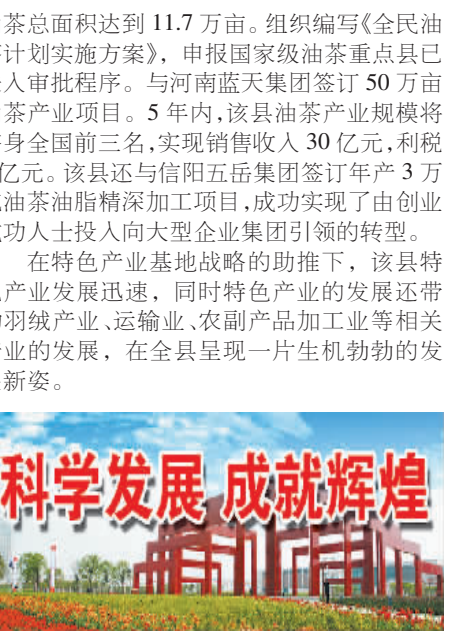 茶总面积达到 11.7 万亩。组织编写《全民油
计划实施方案》，申报国家级油茶重点县已
入审批程序。与河南蓝天集团签订 50 万亩
茶产业项目。5 年内,该县油茶产业规模将
身全国前三名,实现销售收入 30 亿元,利税
亿元。该县还与信阳五岳集团签订年产 3 万
油茶油脂精深加工项目,成功实现了由创业
功人士投入向大型企业集团引领的转型。
在特色产业基地战略的助推下，该县特
产业发展迅速，同时特色产业的发展还带
羽绒产业、运输业、农副产品加工业等相关
业的发展，在全县呈现一片生机勃勃的发
新姿。
科学发展 成就辉煌